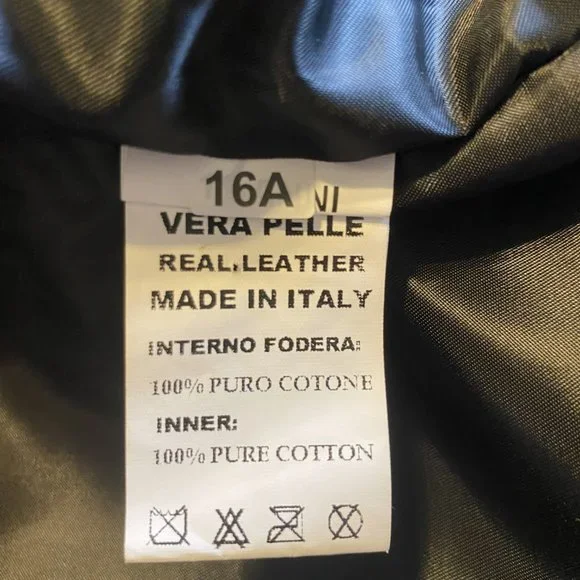 16A
NI
VERA PELLE
REAL.LEATHER
MADE IN ITALY
INTERNO FODERA:
100% PURO COTONE
INNER:
100% PURE COTTON